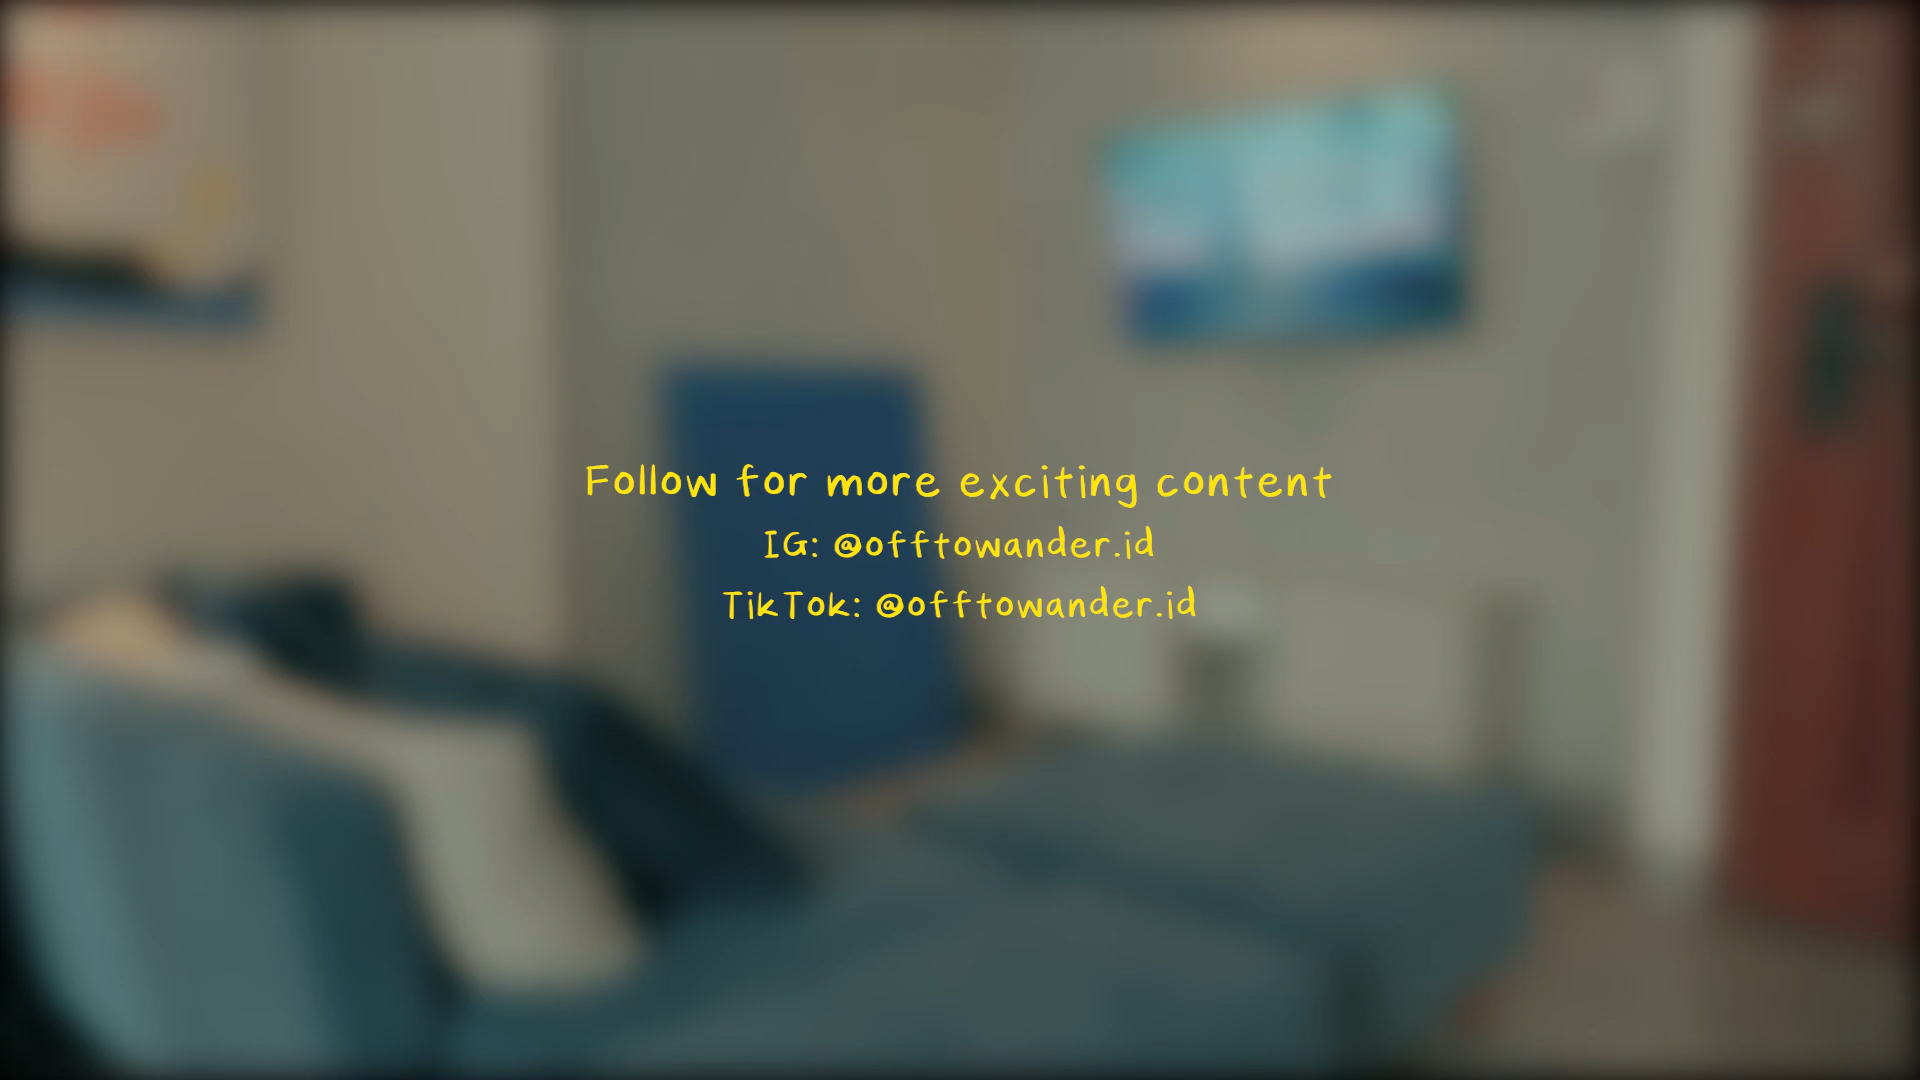 Follow for more exciting content
IG: @offtowander.id
TikTok: @offtowander.id